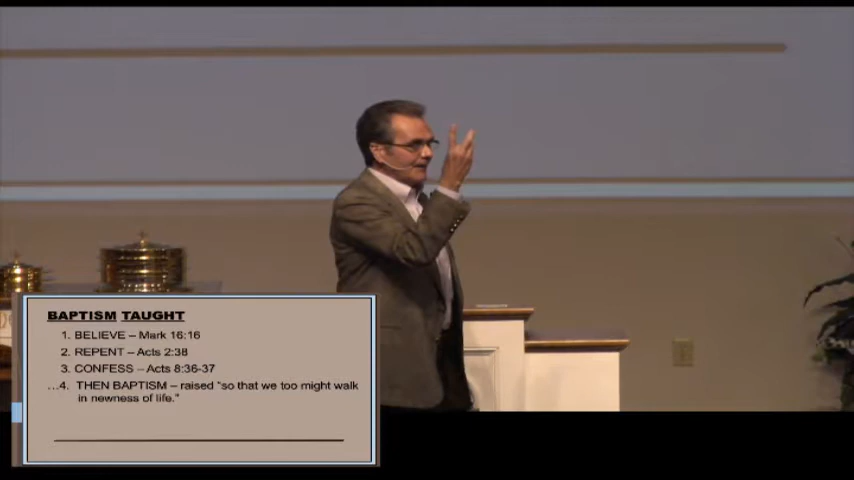 BAPTISM TAUGHT
1. BELIEVE – Mark 16:16
2. REPENT – Acts 2:38
3. CONFESS – Acts 8:36-37
...4. THEN BAPTISM – raised “so that we too might walk
in newness of life.”